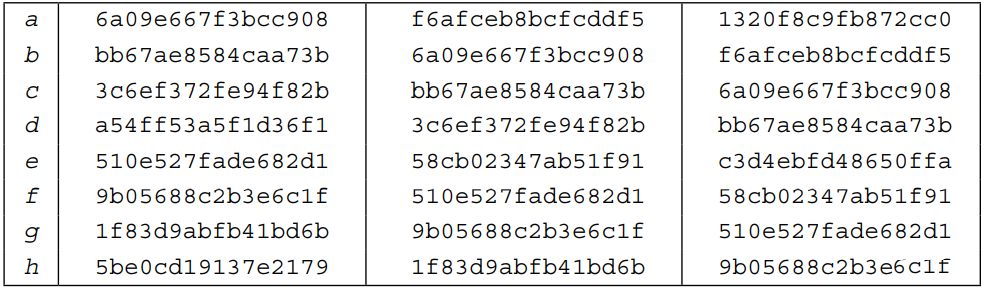 a 6a09e667f3bcc908 f6afceb8bcfcddf5 1320f8c9fb872cc0
b bb67ae8584caa73b 6a09e667f3bcc908 f6afceb8bcfcddf5
c 3c6ef372fe94f82b bb67ae8584caa73b 6a09e667f3bcc908
d a54ff53a5f1d36f1 3c6ef372fe94f82b bb67ae8584caa73b
e 510e527fade682d1 58cb02347ab51f91 c3d4ebfd48650ffa
f 9b05688c2b3e6c1f 510e527fade682d1 58cb02347ab51f91
g 1f83d9abfb41bd6b 9b05688c2b3e6c1f 510e527fade682d1
h 5be0cd19137e2179 1f83d9abfb41bd6b 9b05688c2b3e6c1f